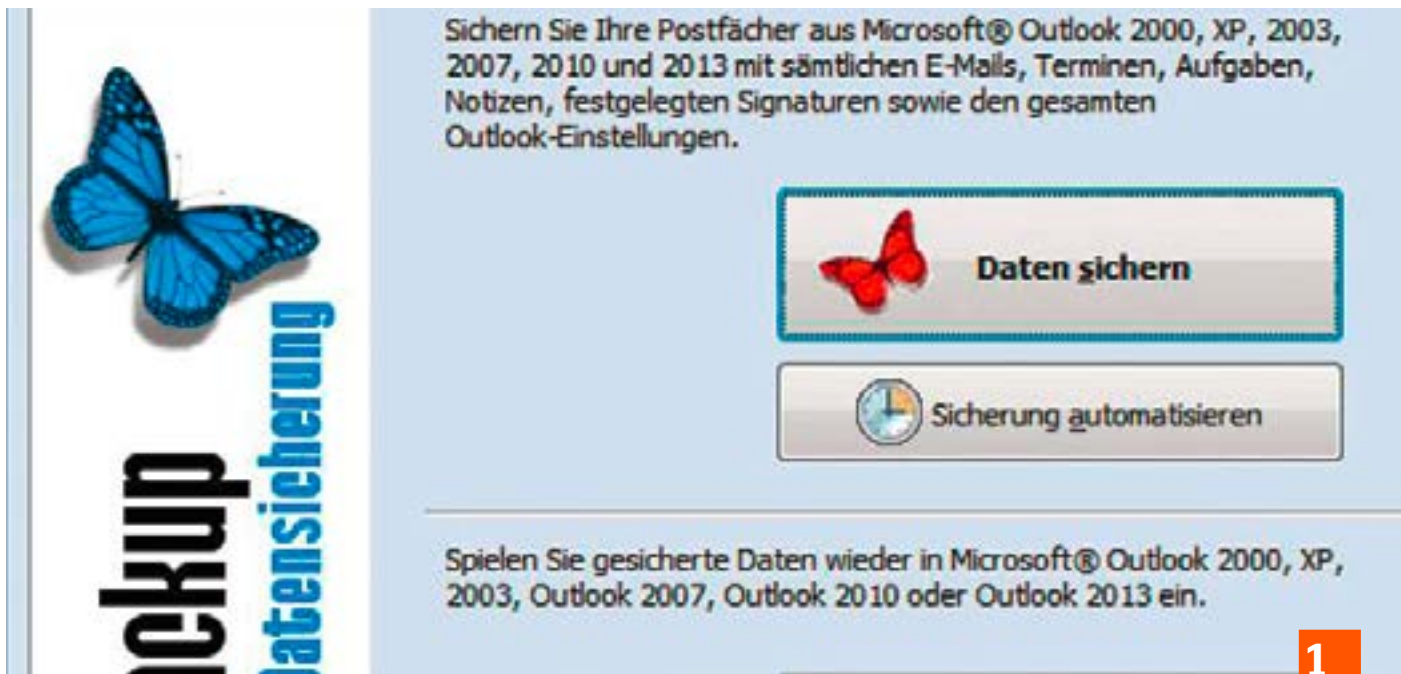 Sichern Sie Ihre Postfächer aus Microsoft® Outlook 2000, XP, 2003,
2007, 2010 und 2013 mit sämtlichen E-Mails, Terminen, Aufgaben,
Notizen, festgelegten Signaturen sowie den gesamten
Outlook-Einstellungen.
Daten sichern
Sicherung automatisieren
Spielen Sie gesicherte Daten wieder in Microsoft® Outlook 2000, XP,
2003, Outlook 2007, Outlook 2010 oder Outlook 2013 ein.
1
ckup
Datensicherung